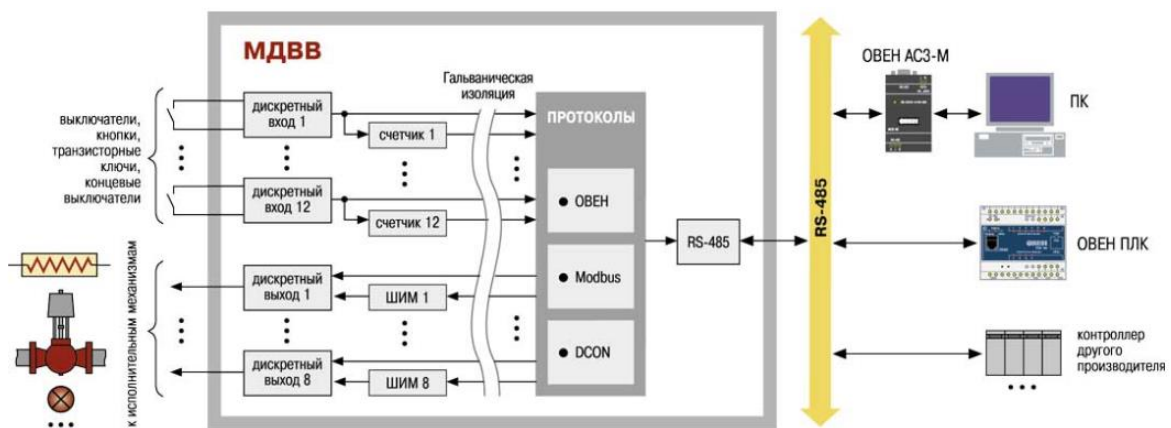 МДВВ
выключатели,
кнопки,
транзисторные
ключи,
концевые
выключатели
дискретный
вход 1
счетчик 1
дискретный
вход 12
счетчик 12
к исполнительным механизмам
дискретный
выход 1
ШИМ 1
дискретный
выход 8
ШИМ 8
Гальваническая
изоляция
ПРОТОКОЛЫ
● ОВЕН
● Modbus
● DCON
RS-485
RS-485
ОВЕН АС3-М
ПК
ОВЕН ПЛК
контроллер
другого
производителя